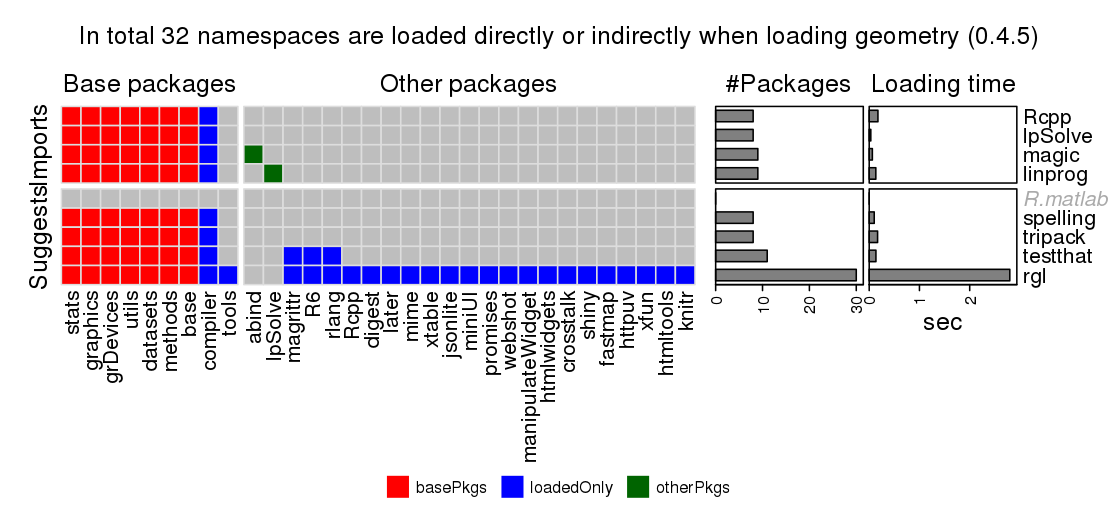 In total 32 namespaces are loaded directly or indirectly when loading geometry (0.4.5)
Base packages
Other packages
#Packages
Loading time
Imports
Suggests
Rcpp
lpSolve
magic
linprog
R.matlab
spelling
tripack
testthat
rgl
stats
graphics
grDevices
utils
datasets
methods
base
compiler
tools
abind
lpSolve
magrittr
R6
rlang
Rcpp
digest
later
mime
xtable
jsonlite
miniUI
promises
webshot
manipulateWidget
htmlwidgets
crosstalk
shiny
fastmap
httpuv
xfun
htmltools
knitr
0
10
20
30
0
1
2
sec
basePkgs
loadedOnly
otherPkgs